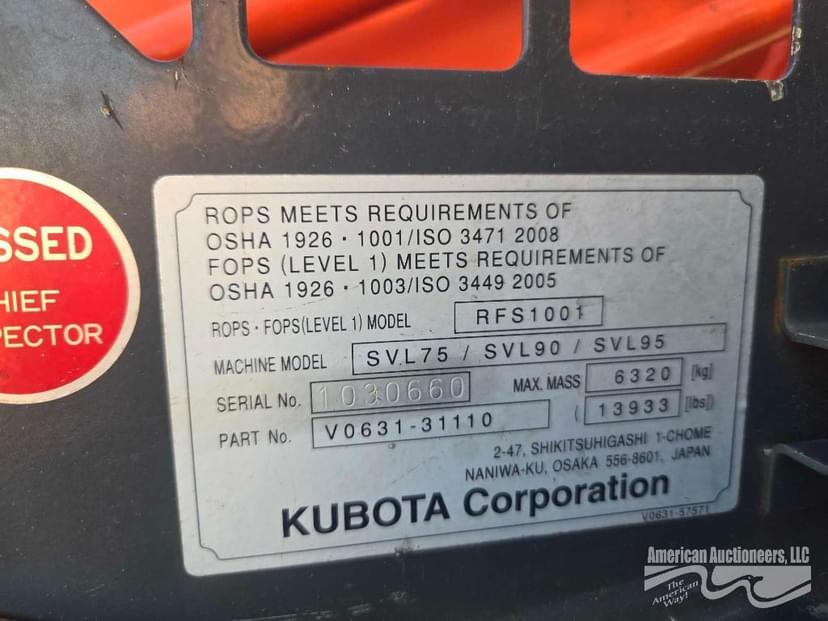 SSED
HIEF
PECTOR
ROPS MEETS REQUIREMENTS OF
OSHA 1926 · 1001/ISO 3471 2008
FOPS (LEVEL 1) MEETS REQUIREMENTS OF
OSHA 1926 · 1003/ISO 3449 2005
ROPS · FOPS(LEVEL 1) MODEL RFS1001
MACHINE MODEL SVL75 / SVL90 / SVL95
SERIAL No. 1030660 MAX. MASS 6320 [kg]
PART No. V0631-31110 ( 13933 [lbs])
2-47, SHIKITSUHIGASHI 1-CHOME
NANIWA-KU, OSAKA 556-8601, JAPAN
KUBOTA Corporation
V0631-57571
American Auctioneers, LLC
The
American
Way!